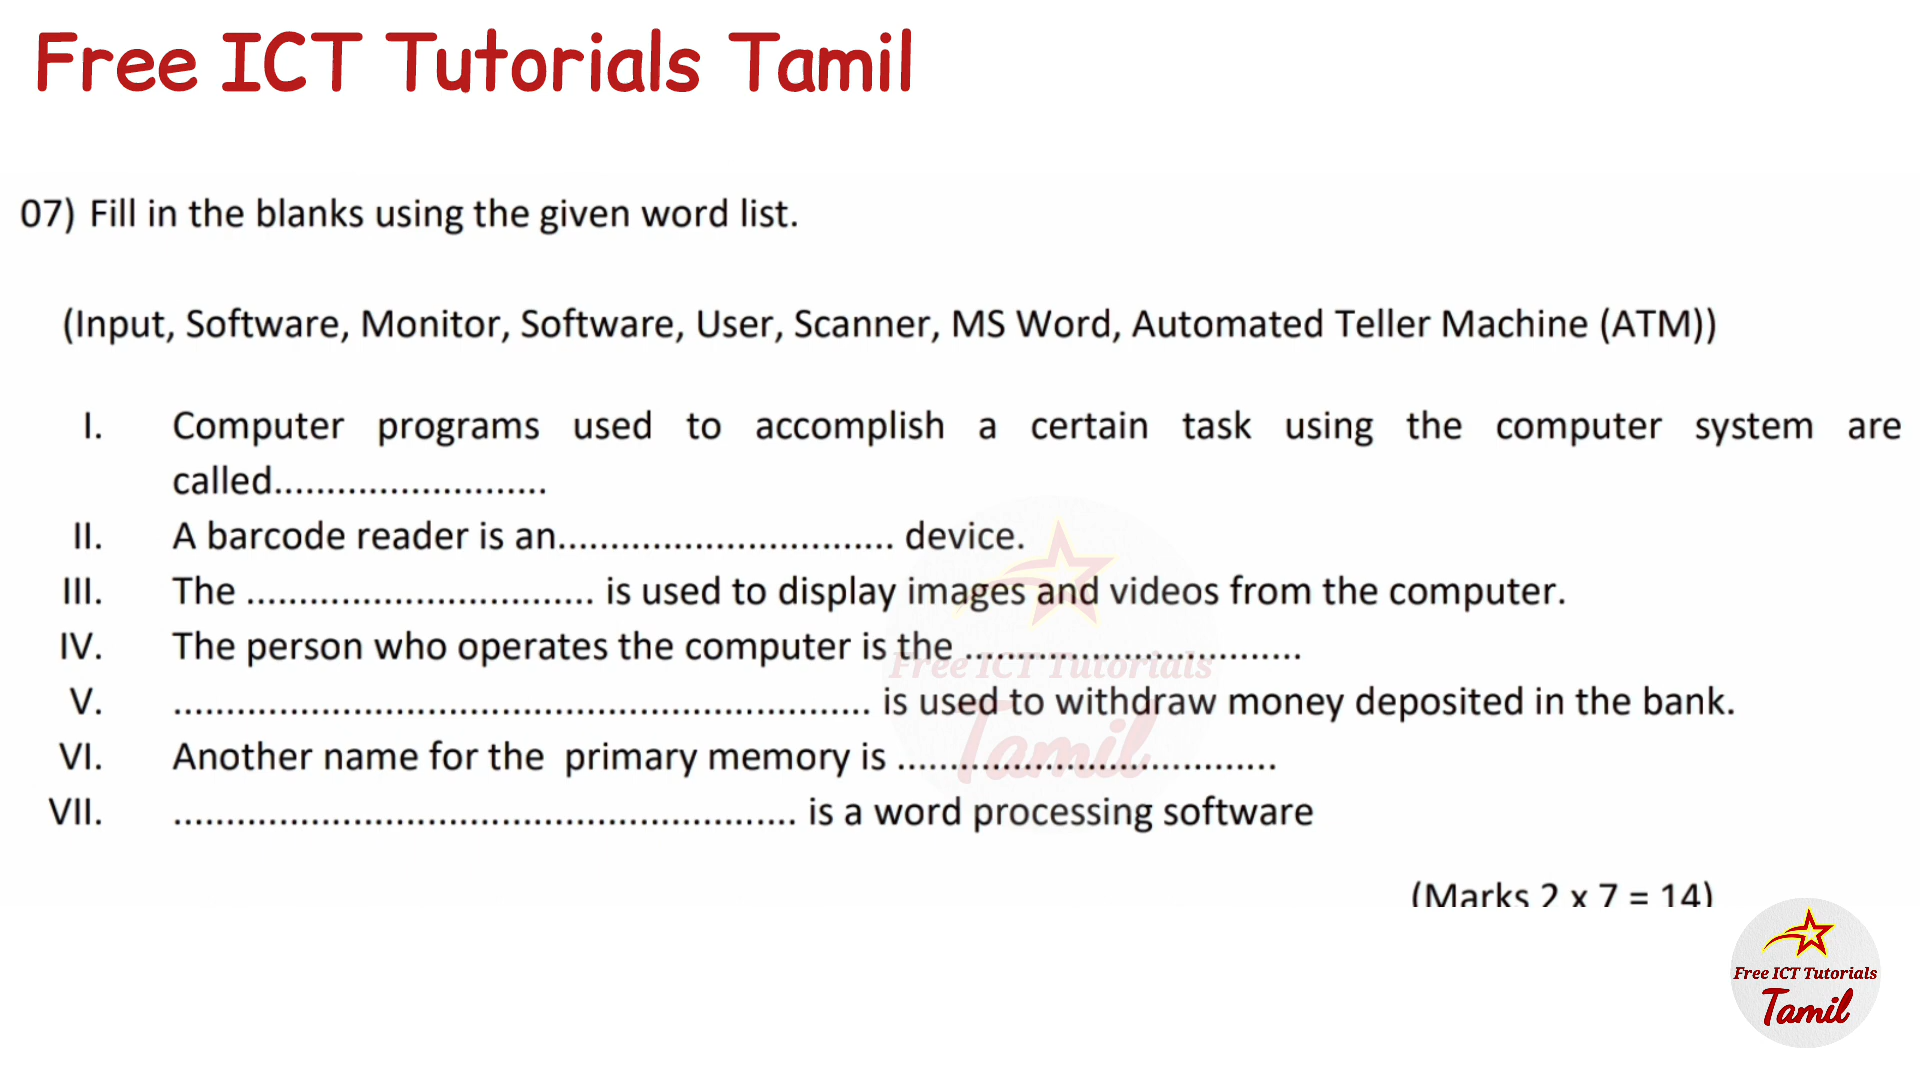 Free ICT Tutorials Tamil
07) Fill in the blanks using the given word list.
(Input, Software, Monitor, Software, User, Scanner, MS Word, Automated Teller Machine (ATM))
I. Computer programs used to accomplish a certain task using the computer system are
called..........................
II. A barcode reader is an................................ device.
III. The ................................. is used to display images and videos from the computer.
IV. The person who operates the computer is the ................................
V. .................................................................. is used to withdraw money deposited in the bank.
VI. Another name for the primary memory is ....................................
VII. ........................................................... is a word processing software
Free ICT Tutorials
Tamil
(Marks 2 x 7 = 14)
Free ICT Tutorials
Tamil